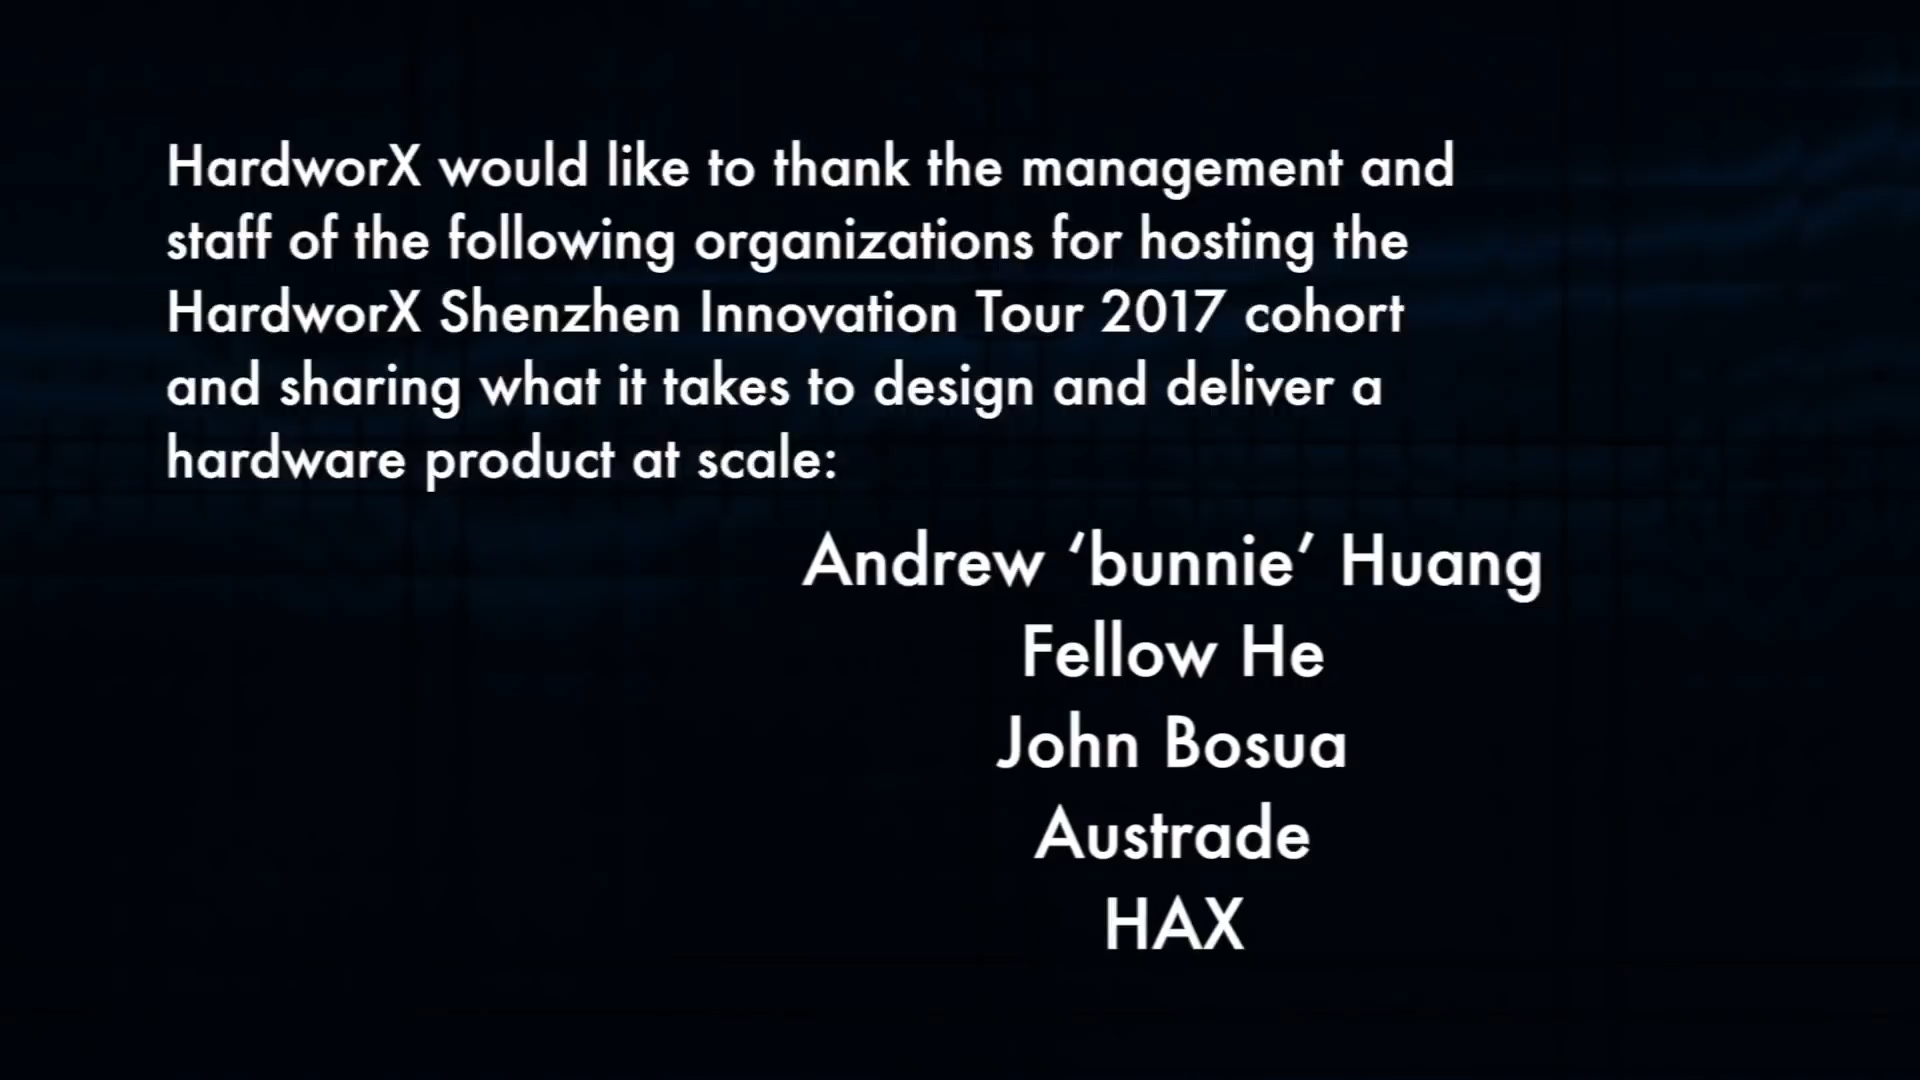 HardworX would like to thank the management and
staff of the following organizations for hosting the
HardworX Shenzhen Innovation Tour 2017 cohort
and sharing what it takes to design and deliver a
hardware product at scale:
Andrew ‘bunnie’ Huang
Fellow He
John Bosua
Austrade
HAX